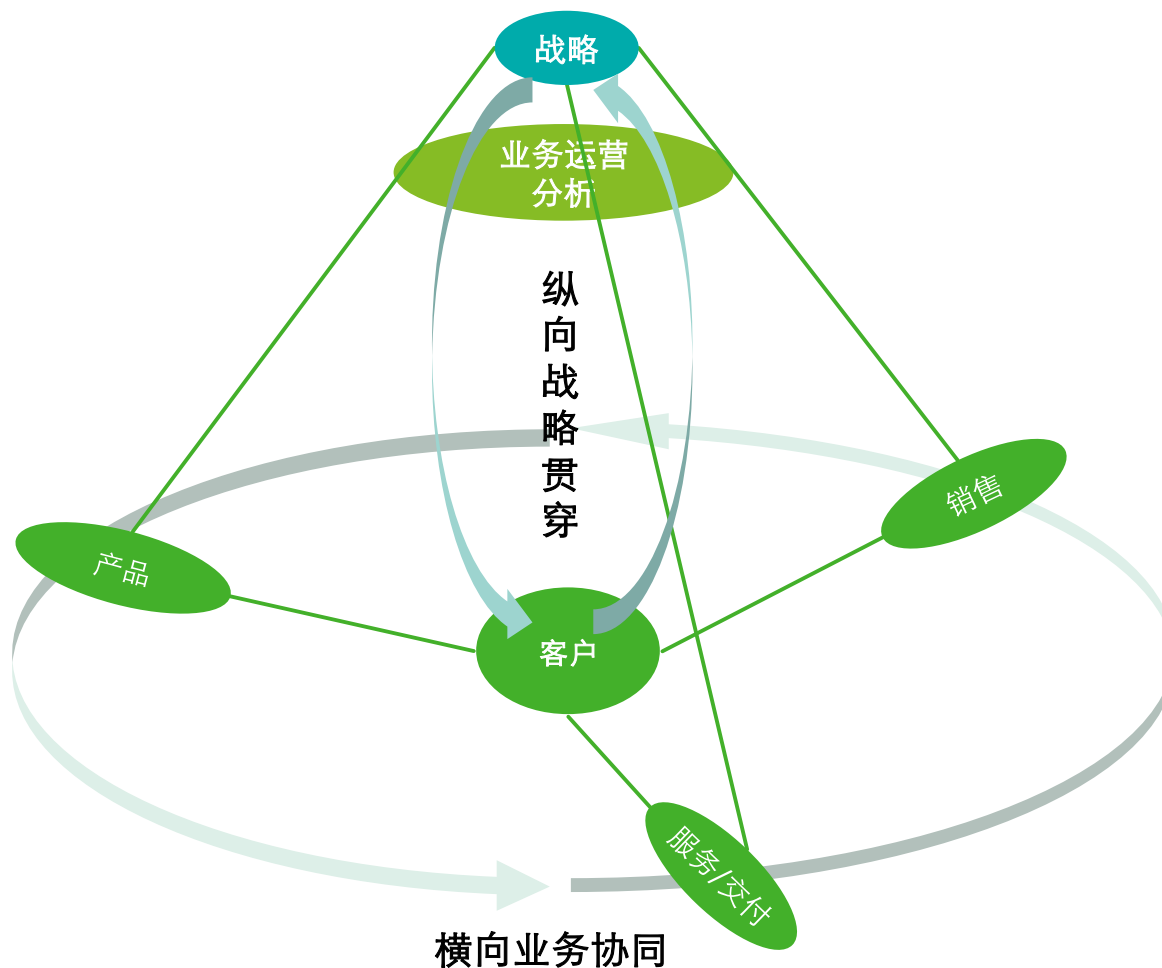 战略
业务运营
分析
纵
向
战
略
贯
穿
销售
产品
客户
服务/交付
横向业务协同